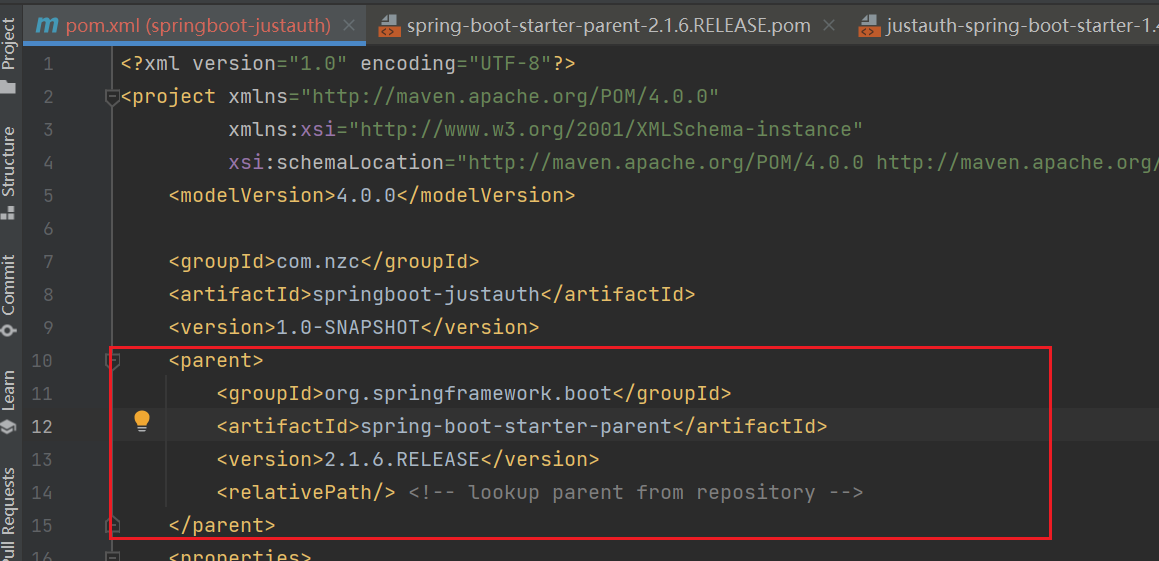 pom.xml (springboot-justauth) × spring-boot-starter-parent-2.1.6.RELEASE.pom × justauth-spring-boot-starter-1.
Project
Structure
Commit
Learn
Pull Requests
1 <?xml version="1.0" encoding="UTF-8"?>
2 <project xmlns="http://maven.apache.org/POM/4.0.0"
3 xmlns:xsi="http://www.w3.org/2001/XMLSchema-instance"
4 xsi:schemaLocation="http://maven.apache.org/POM/4.0.0 http://maven.apache.org/
5 <modelVersion>4.0.0</modelVersion>
6
7 <groupId>com.nzc</groupId>
8 <artifactId>springboot-justauth</artifactId>
9 <version>1.0-SNAPSHOT</version>
10 <parent>
11 <groupId>org.springframework.boot</groupId>
12 <artifactId>spring-boot-starter-parent</artifactId>
13 <version>2.1.6.RELEASE</version>
14 <relativePath/> <!-- lookup parent from repository -->
15 </parent>
16 <properties>